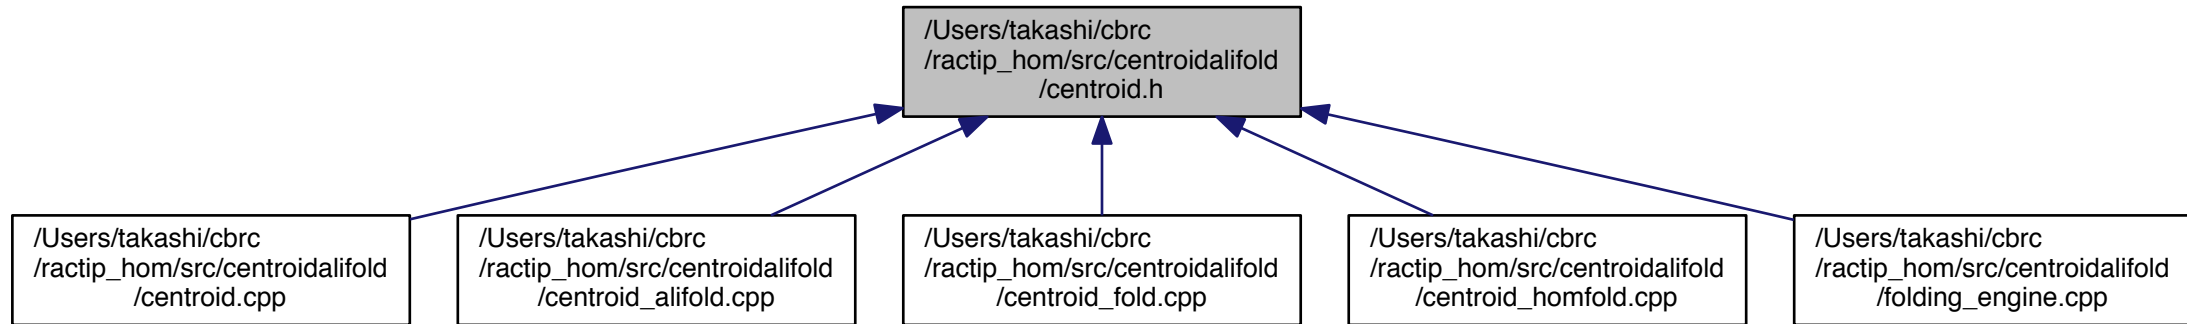 /Users/takashi/cbrc
/ractip_hom/src/centroidalifold
/centroid.h
/Users/takashi/cbrc
/ractip_hom/src/centroidalifold
/centroid.cpp
/Users/takashi/cbrc
/ractip_hom/src/centroidalifold
/centroid_alifold.cpp
/Users/takashi/cbrc
/ractip_hom/src/centroidalifold
/centroid_fold.cpp
/Users/takashi/cbrc
/ractip_hom/src/centroidalifold
/centroid_homfold.cpp
/Users/takashi/cbrc
/ractip_hom/src/centroidalifold
/folding_engine.cpp